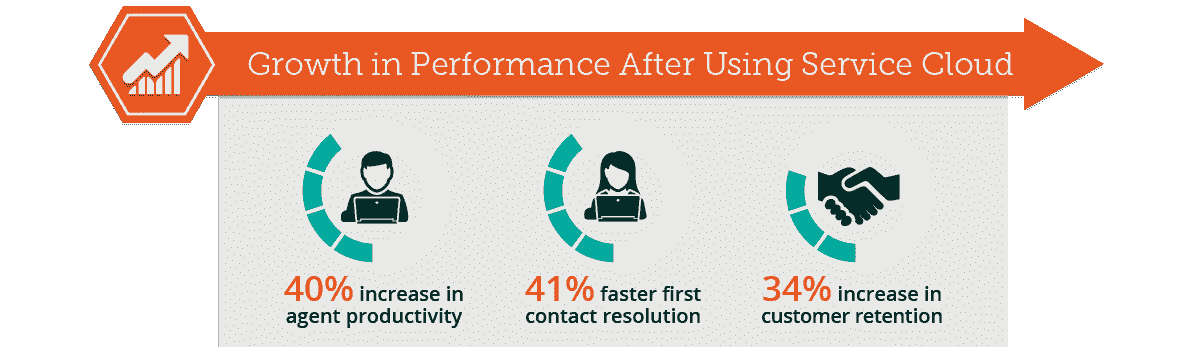 Growth in Performance After Using Service Cloud
40% increase in
agent productivity
41% faster first
contact resolution
34% increase in
customer retention